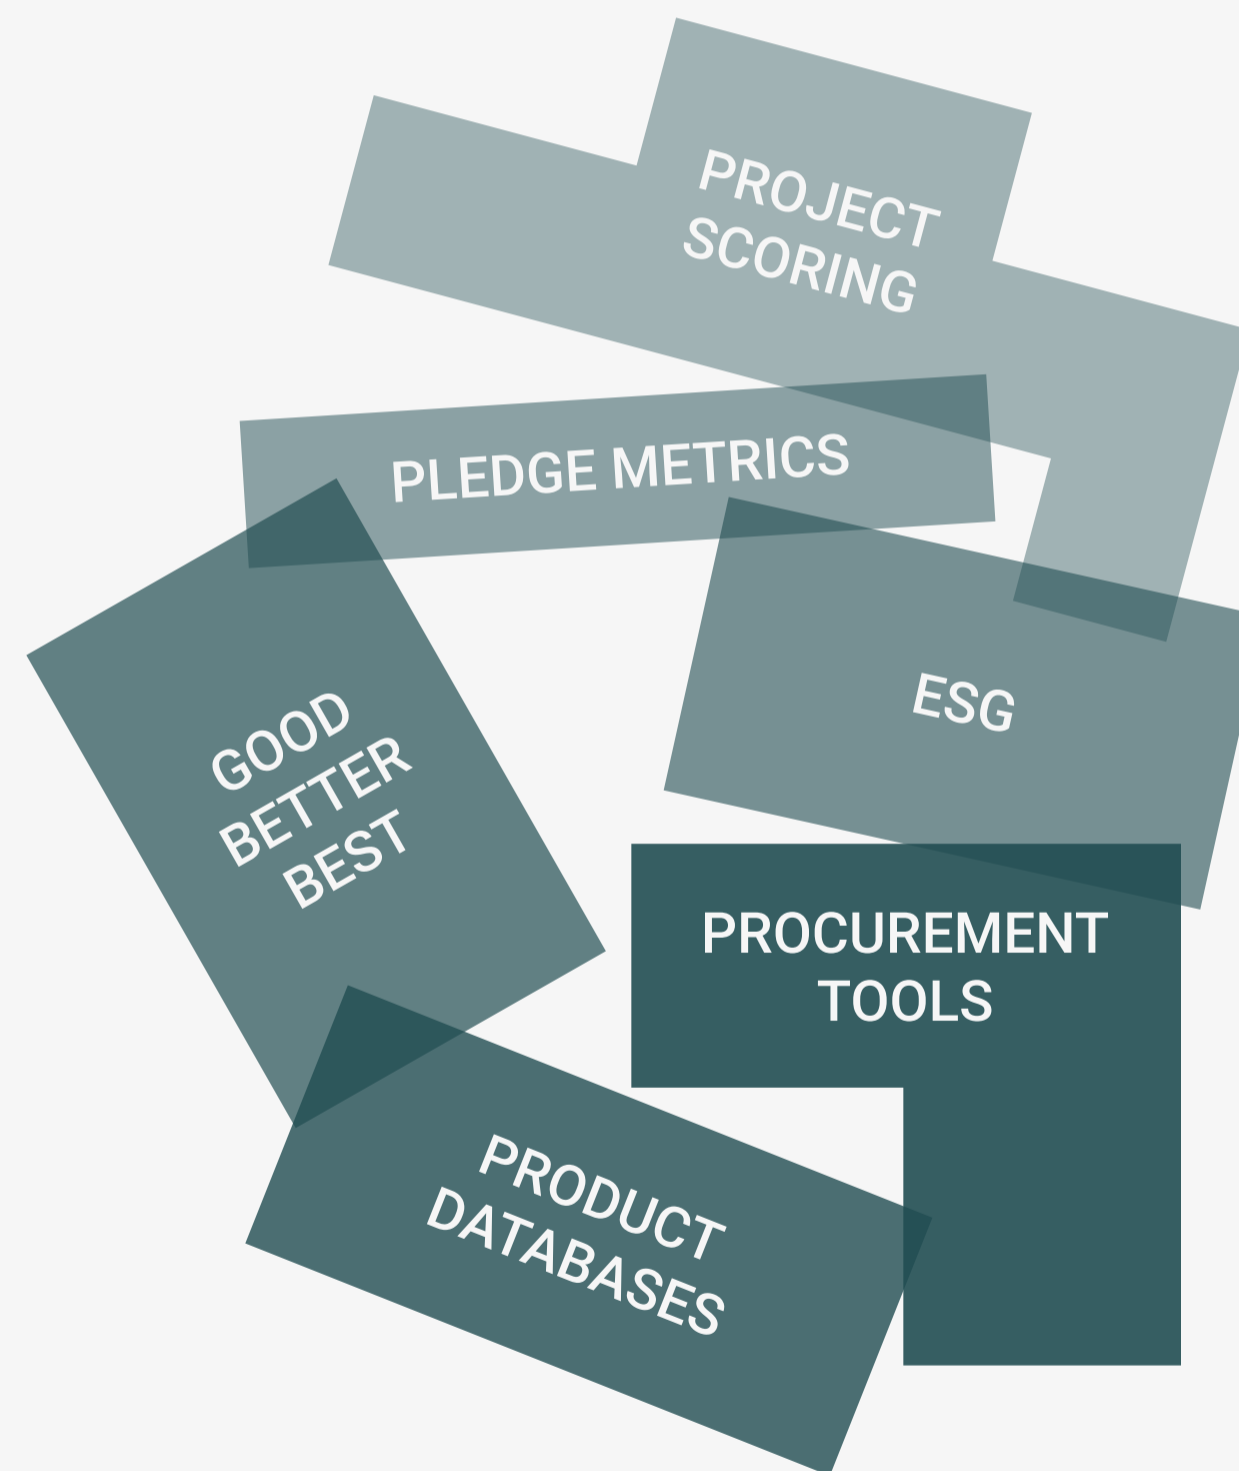 PROJECT
SCORING
PLEDGE METRICS
ESG
GOOD
BETTER
BEST
PROCUREMENT
TOOLS
PRODUCT
DATABASES